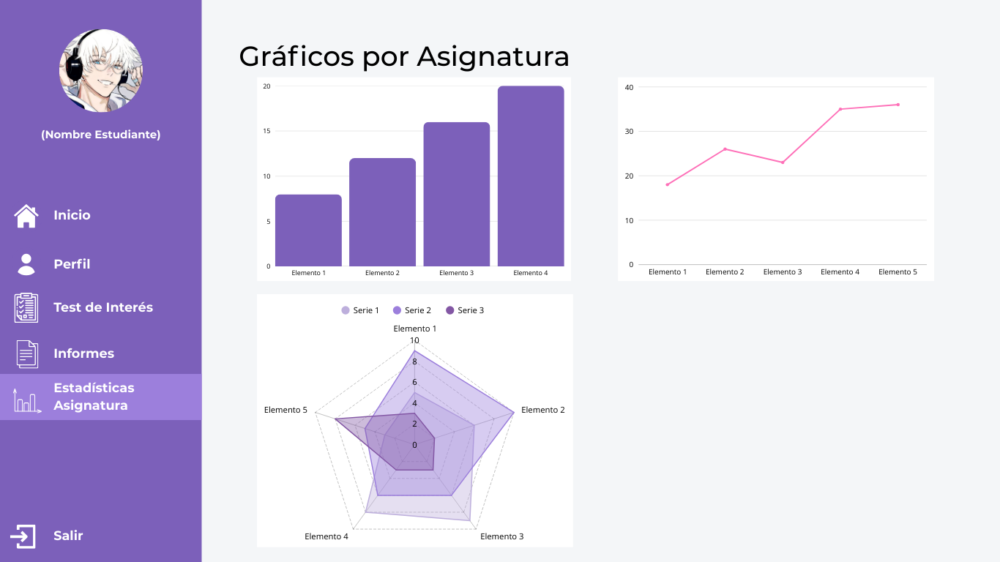 (Nombre Estudiante)
Inicio
Perfil
Test de Interés
Informes
Estadísticas
Asignatura
Salir
Gráficos por Asignatura
20
15
10
5
0
Elemento 1 Elemento 2 Elemento 3 Elemento 4
40
30
20
10
0
Elemento 1 Elemento 2 Elemento 3 Elemento 4 Elemento 5
Serie 1 Serie 2 Serie 3
Elemento 1
10
8
6
4
2
0
Elemento 5 Elemento 2
Elemento 4 Elemento 3